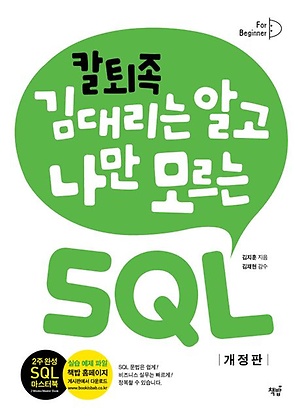 For
Beginner
칼퇴족
김대리는 알고
나만 모르는
SQL
김지훈 지음
김재현 감수
개정판
2주 완성
SQL
마스터북
2 Weeks Master Book
실습 예제 파일
책밥 홈페이지
게시판에서 다운로드
www.bookisbab.co.kr
SQL 문법은 쉽게!
비즈니스 실무는 빠르게!
정복할 수 있습니다.
책밥